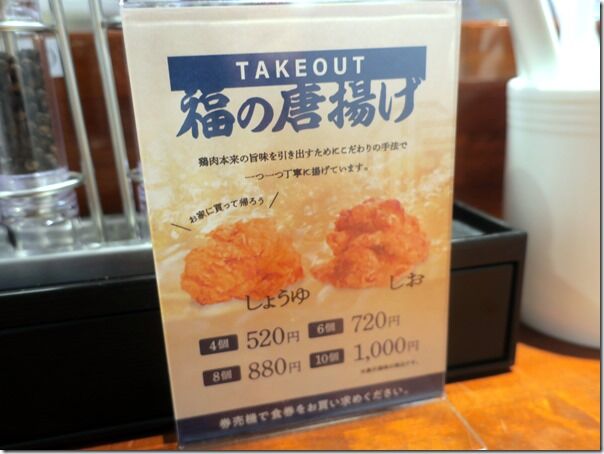 TAKEOUT
福の唐揚げ
鶏肉本来の旨味を引き出すためにこだわりの手法で
一つ一つ丁寧に揚げています。
お家に買って帰ろう
しょうゆ
しお
4個 520円 6個 720円
8個 880円 10個 1,000円
券売機で食券をお買い求めください。